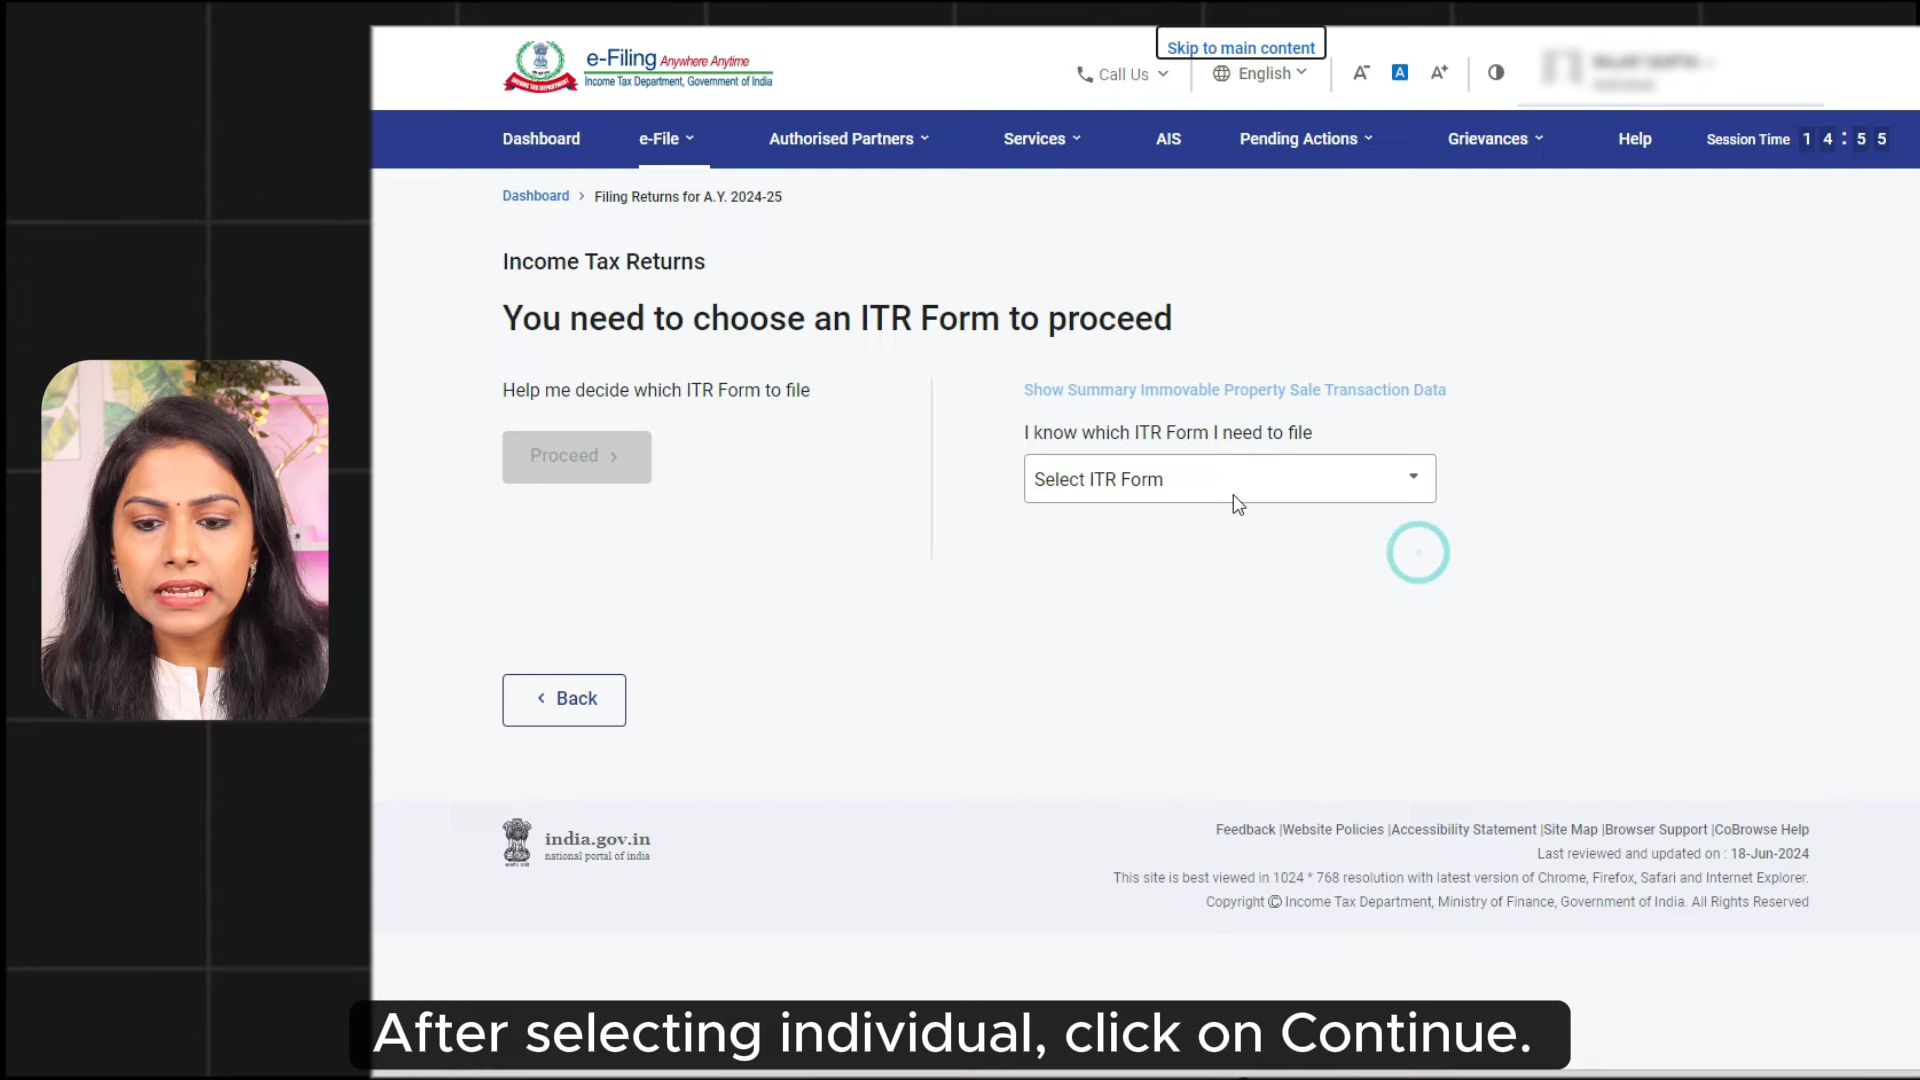 Skip to main content
e-Filing Anywhere Anytime
Income Tax Department, Government of India
Call Us
English
A-
A
A+
Dashboard
e-File
Authorised Partners
Services
AIS
Pending Actions
Grievances
Help
Session Time 1 4 : 5 5
Dashboard > Filing Returns for A.Y. 2024-25
Income Tax Returns
You need to choose an ITR Form to proceed
Help me decide which ITR Form to file
Proceed >
Show Summary Immovable Property Sale Transaction Data
I know which ITR Form I need to file
Select ITR Form
< Back
india.gov.in
national portal of india
Feedback |Website Policies |Accessibility Statement |Site Map |Browser Support |CoBrowse Help
Last reviewed and updated on : 18-Jun-2024
This site is best viewed in 1024 * 768 resolution with latest version of Chrome, Firefox, Safari and Internet Explorer.
Copyright © Income Tax Department, Ministry of Finance, Government of India. All Rights Reserved
After selecting individual, click on Continue.